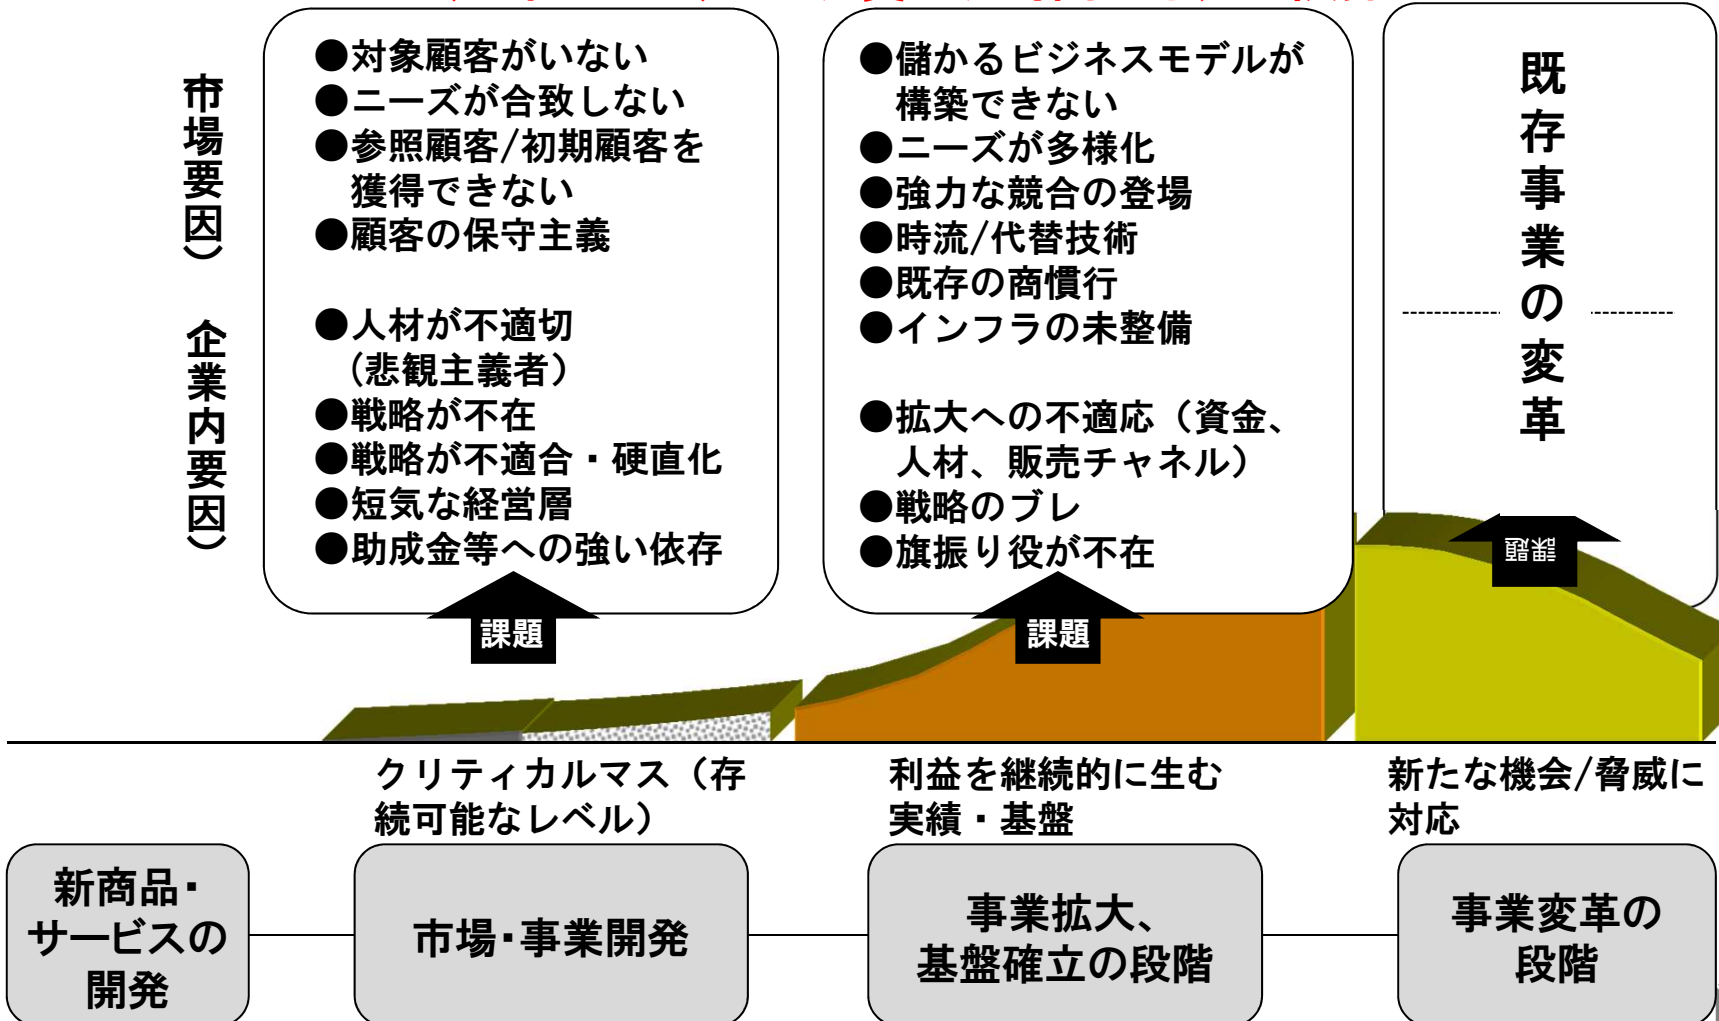 市場要因）
企業内要因）
●対象顧客がいない
●ニーズが合致しない
●参照顧客/初期顧客を
獲得できない
●顧客の保守主義
●人材が不適切
（悲観主義者）
●戦略が不在
●戦略が不適合・硬直化
●短気な経営層
●助成金等への強い依存
課題
●儲かるビジネスモデルが
構築できない
●ニーズが多様化
●強力な競合の登場
●時流/代替技術
●既存の商慣行
●インフラの未整備
●拡大への不適応（資金、
人材、販売チャネル）
●戦略のブレ
●旗振り役が不在
課題
既存事業の変革
課題
クリティカルマス（存
続可能なレベル）
利益を継続的に生む
実績・基盤
新たな機会/脅威に
対応
新商品・
サービスの
開発
市場・事業開発
事業拡大、
基盤確立の段階
事業変革の
段階